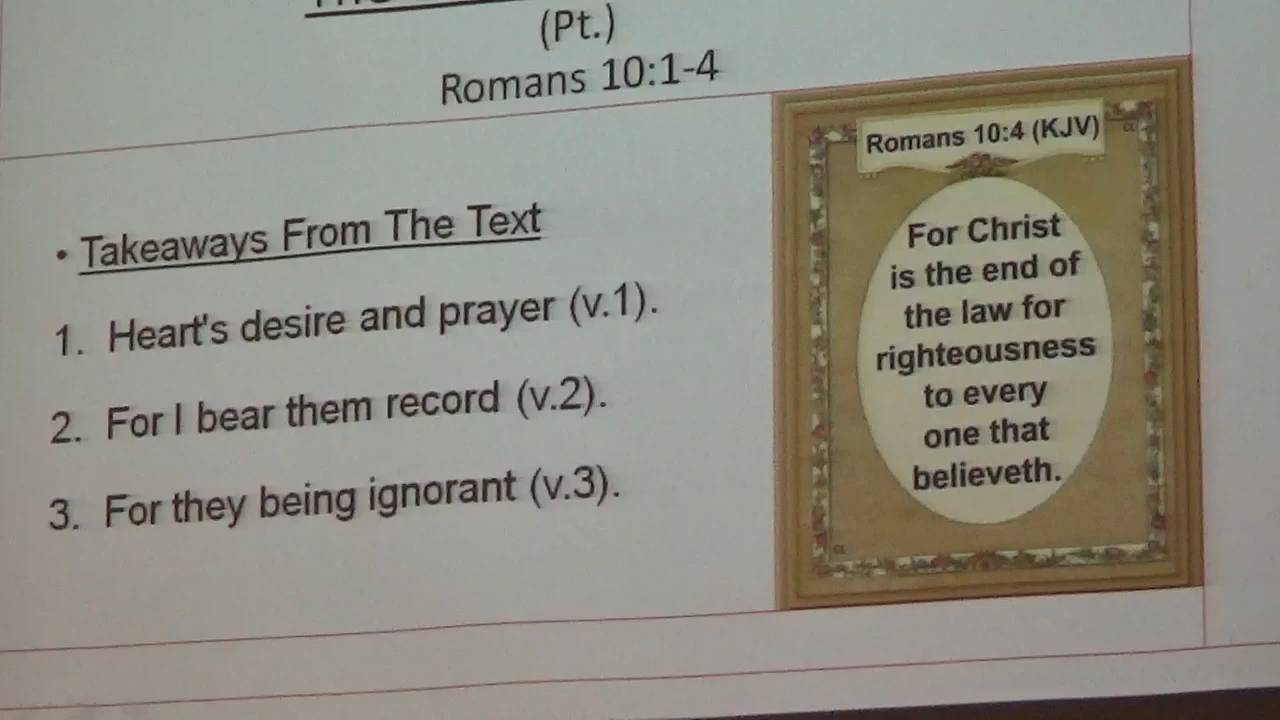 (Pt.)
Romans 10:1-4
• Takeaways From The Text
1. Heart's desire and prayer (v.1).
2. For I bear them record (v.2).
3. For they being ignorant (v.3).
Romans 10:4 (KJV)
For Christ
is the end of
the law for
righteousness
to every
one that
believeth.